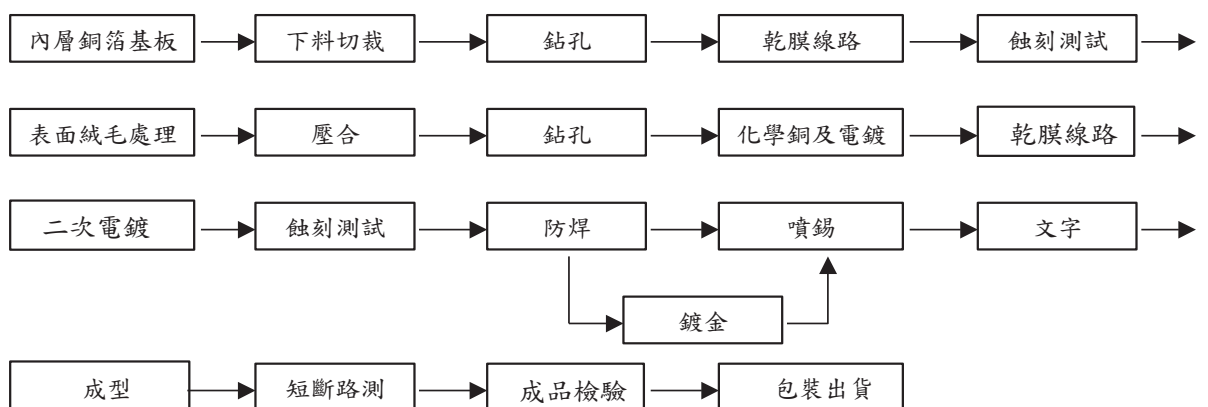 內層銅箔基板
下料切裁
鉆孔
乾膜線路
蝕刻測試
表面絨毛處理
壓合
鉆孔
化學銅及電鍍
乾膜線路
二次電鍍
蝕刻測試
防焊
噴錫
文字
鍍金
成型
短斷路測
成品檢驗
包裝出貨